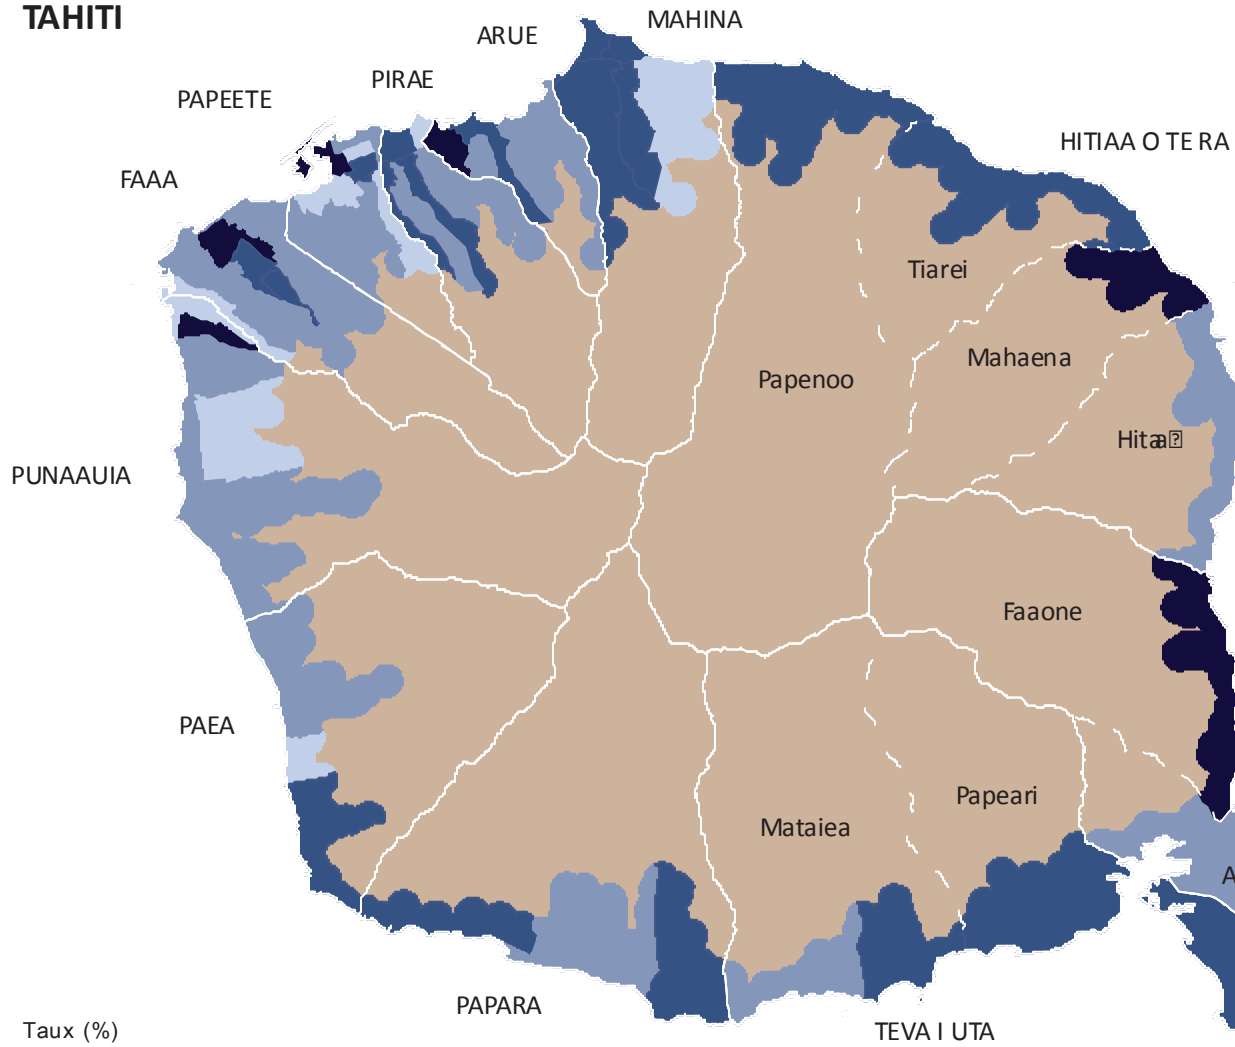 TAHITI
MAHINA
ARUE
PIRAE
PAPEETE
HITIAA O TE RA
FAAA
Tiarei
Mahaena
Papenoo
PUNAAUIA
Faaone
PAEA
Papeari
Mataiea
A
PAPARA
Taux (%)
TEVA I UTA